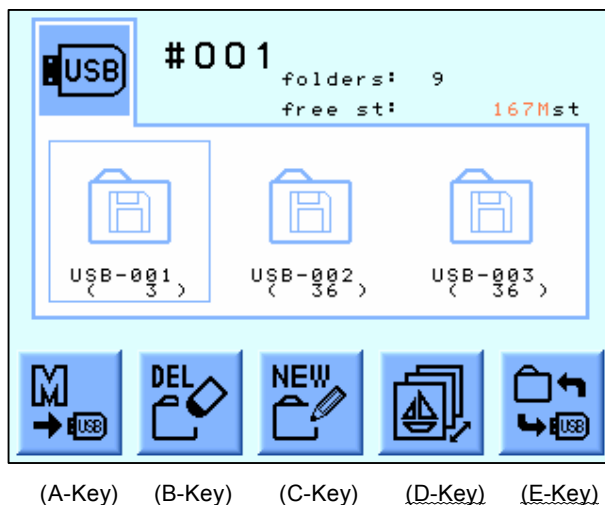 USB #001
folders: 9
free st: 167Mst
USB-001 USB-002 USB-003
( 3 ) ( 36 ) ( 36 )
M DEL NEW
USB USB
(A-Key) (B-Key) (C-Key) (D-Key) (E-Key)